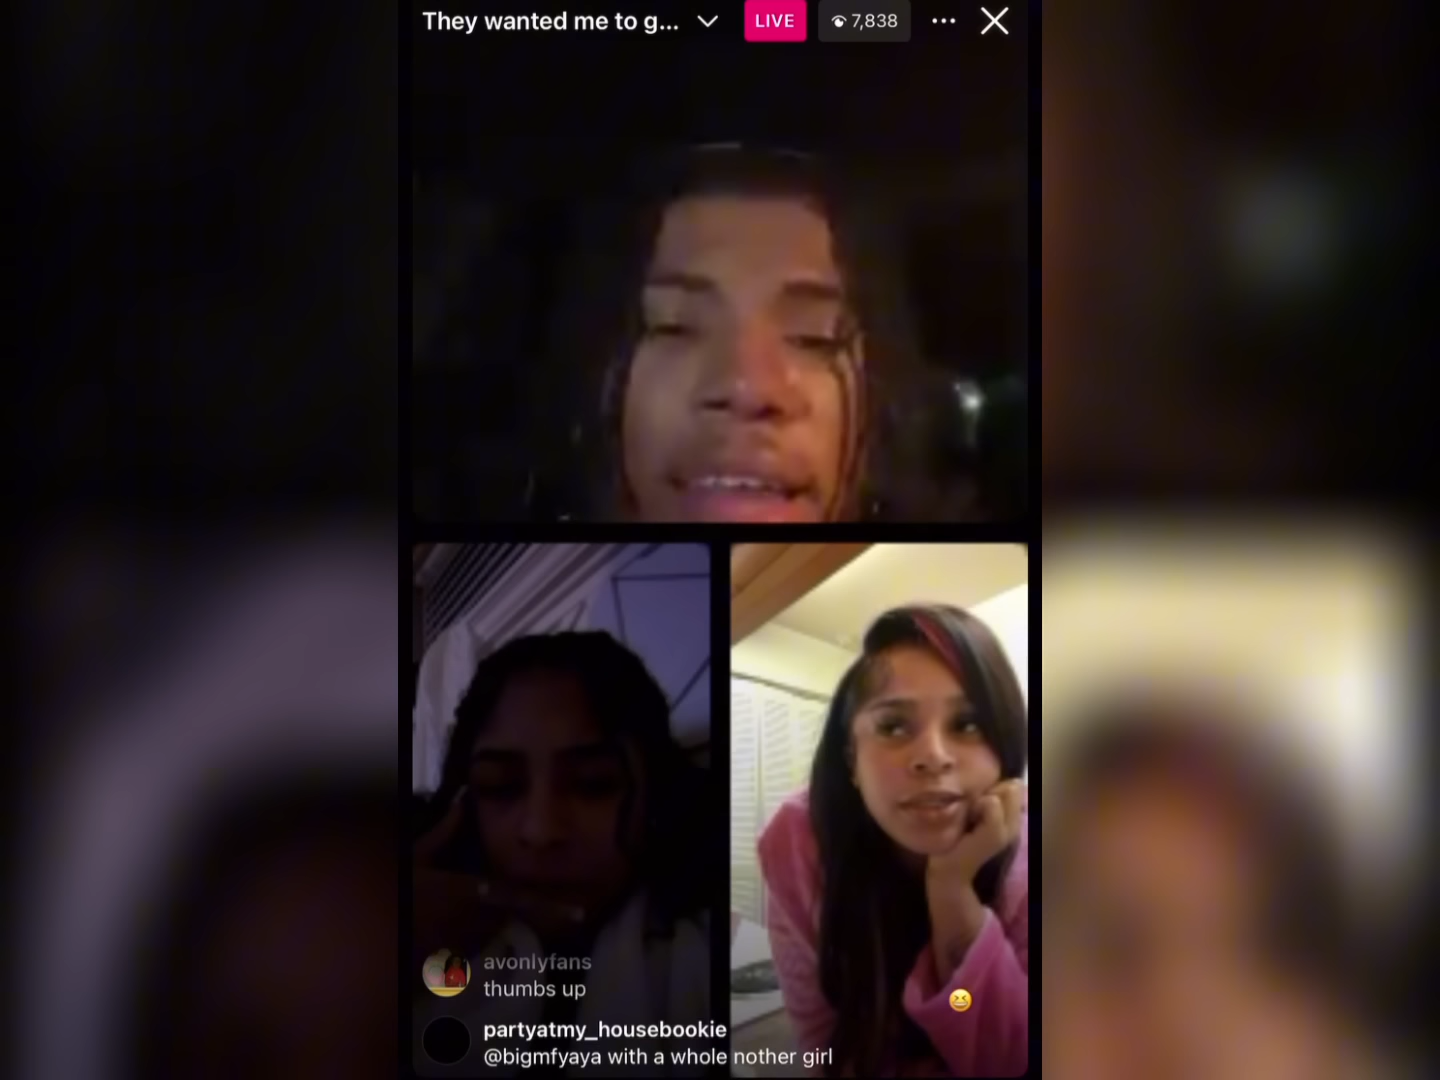 They wanted me to g...
LIVE
7,838
avonlyfans
thumbs up
partyatmy_housebookie
@bigmfyaya with a whole nother girl